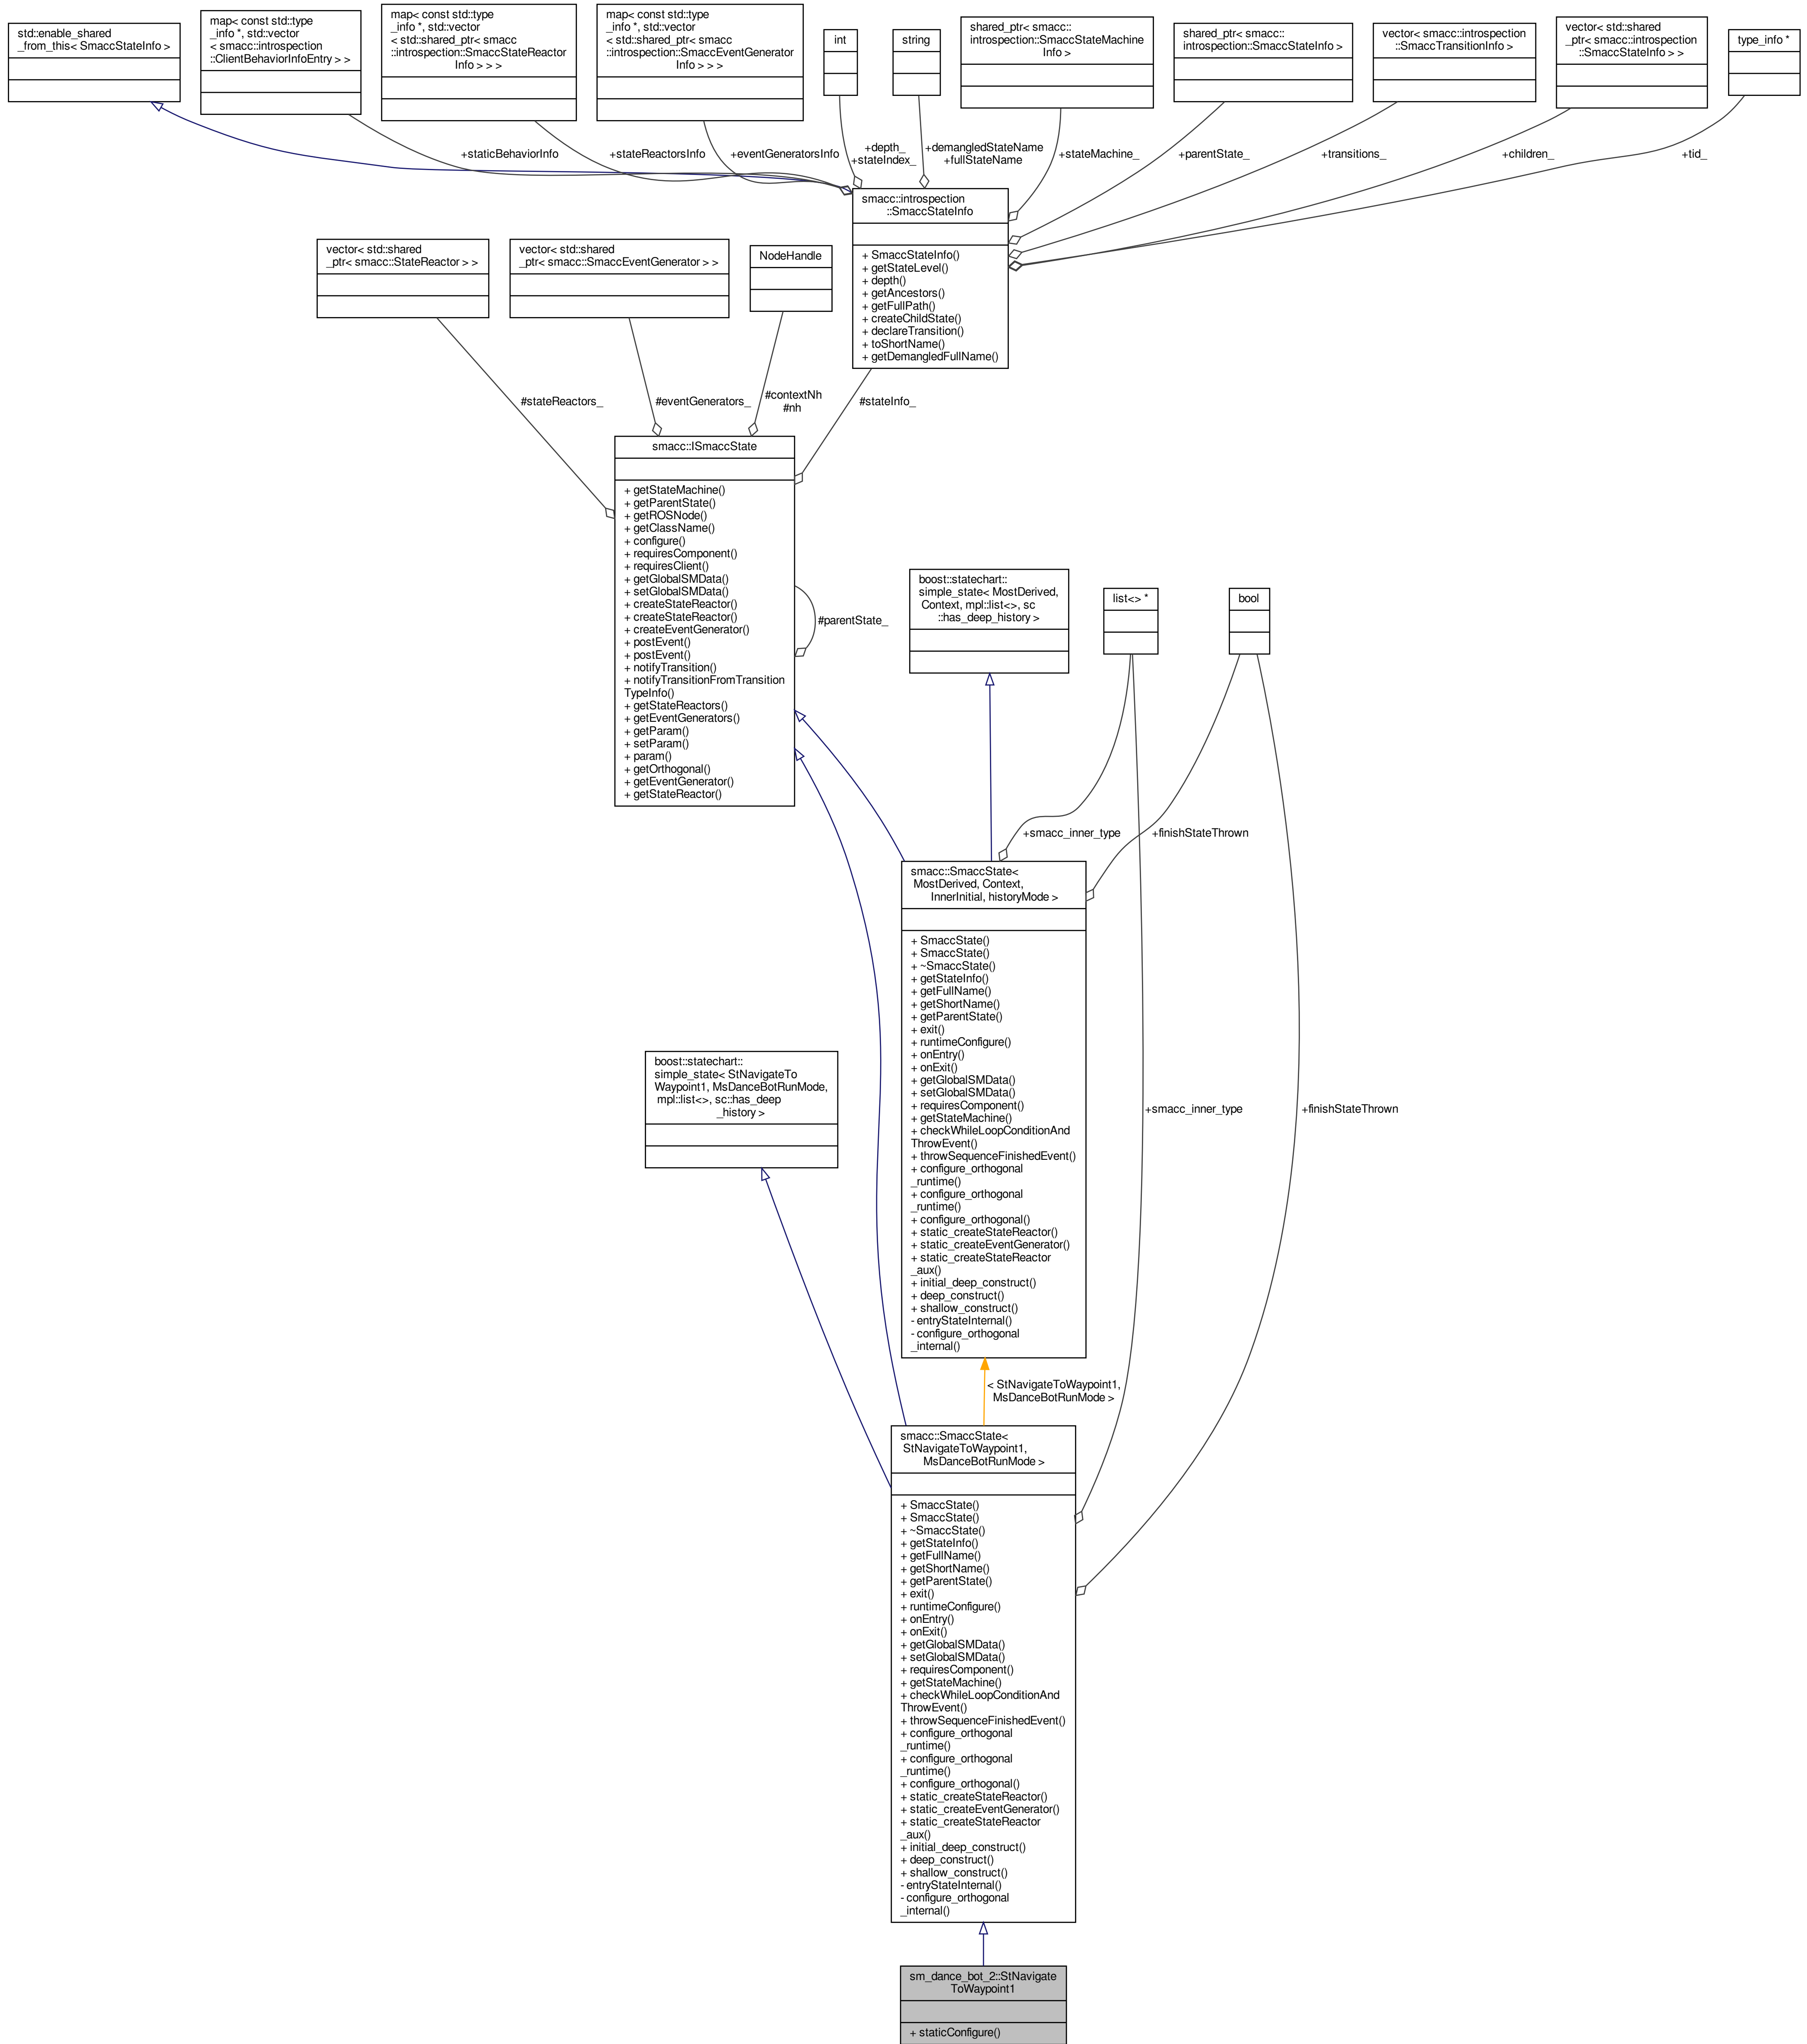 std::enable_shared
_from_this< SmaccStateInfo >
map< const std::type
_info *, std::vector
< smacc::introspection
::ClientBehaviorInfoEntry > >
map< const std::type
_info *, std::vector
< std::shared_ptr< smacc
::introspection::SmaccStateReactor
Info > > >
map< const std::type
_info *, std::vector
< std::shared_ptr< smacc
::introspection::SmaccEventGenerator
Info > > >
int
string
shared_ptr< smacc::
introspection::SmaccStateMachine
Info >
shared_ptr< smacc::
introspection::SmaccStateInfo >
vector< smacc::introspection
::SmaccTransitionInfo >
vector< std::shared
_ptr< smacc::introspection
::SmaccStateInfo > >
type_info *
+staticBehaviorInfo
+stateReactorsInfo
+eventGeneratorsInfo
+depth_
+stateIndex_
+demangledStateName
+fullStateName
+stateMachine_
+parentState_
+transitions_
+children_
+tid_
smacc::introspection
::SmaccStateInfo
+ SmaccStateInfo()
+ getStateLevel()
+ depth()
+ getAncestors()
+ getFullPath()
+ createChildState()
+ declareTransition()
+ toShortName()
+ getDemangledFullName()
vector< std::shared
_ptr< smacc::StateReactor > >
vector< std::shared
_ptr< smacc::SmaccEventGenerator > >
NodeHandle
#stateReactors_
#eventGenerators_
#contextNh
#nh
#stateInfo_
smacc::ISmaccState
+ getStateMachine()
+ getParentState()
+ getROSNode()
+ getClassName()
+ configure()
+ requiresComponent()
+ requiresClient()
+ getGlobalSMData()
+ setGlobalSMData()
+ createStateReactor()
+ createStateReactor()
+ createEventGenerator()
+ postEvent()
+ postEvent()
+ notifyTransition()
+ notifyTransitionFromTransition
TypeInfo()
+ getStateReactors()
+ getEventGenerators()
+ getParam()
+ setParam()
+ param()
+ getOrthogonal()
+ getEventGenerator()
+ getStateReactor()
#parentState_
boost::statechart::
simple_state< MostDerived,
Context, mpl::list<>, sc
::has_deep_history >
list<> *
bool
+smacc_inner_type
+finishStateThrown
smacc::SmaccState<
MostDerived, Context,
InnerInitial, historyMode >
+ SmaccState()
+ SmaccState()
+ ~SmaccState()
+ getStateInfo()
+ getFullName()
+ getShortName()
+ getParentState()
+ exit()
+ runtimeConfigure()
+ onEntry()
+ onExit()
+ getGlobalSMData()
+ setGlobalSMData()
+ requiresComponent()
+ getStateMachine()
+ checkWhileLoopConditionAnd
ThrowEvent()
+ throwSequenceFinishedEvent()
+ configure_orthogonal
_runtime()
+ configure_orthogonal
_runtime()
+ configure_orthogonal()
+ static_createStateReactor()
+ static_createEventGenerator()
+ static_createStateReactor
_aux()
+ initial_deep_construct()
+ deep_construct()
+ shallow_construct()
- entryStateInternal()
- configure_orthogonal
_internal()
boost::statechart::
simple_state< StNavigateTo
Waypoint1, MsDanceBotRunMode,
mpl::list<>, sc::has_deep
_history >
+smacc_inner_type
+finishStateThrown
< StNavigateToWaypoint1,
MsDanceBotRunMode >
smacc::SmaccState<
StNavigateToWaypoint1,
MsDanceBotRunMode >
+ SmaccState()
+ SmaccState()
+ ~SmaccState()
+ getStateInfo()
+ getFullName()
+ getShortName()
+ getParentState()
+ exit()
+ runtimeConfigure()
+ onEntry()
+ onExit()
+ getGlobalSMData()
+ setGlobalSMData()
+ requiresComponent()
+ getStateMachine()
+ checkWhileLoopConditionAnd
ThrowEvent()
+ throwSequenceFinishedEvent()
+ configure_orthogonal
_runtime()
+ configure_orthogonal
_runtime()
+ configure_orthogonal()
+ static_createStateReactor()
+ static_createEventGenerator()
+ static_createStateReactor
_aux()
+ initial_deep_construct()
+ deep_construct()
+ shallow_construct()
- entryStateInternal()
- configure_orthogonal
_internal()
sm_dance_bot_2::StNavigate
ToWaypoint1
+ staticConfigure()